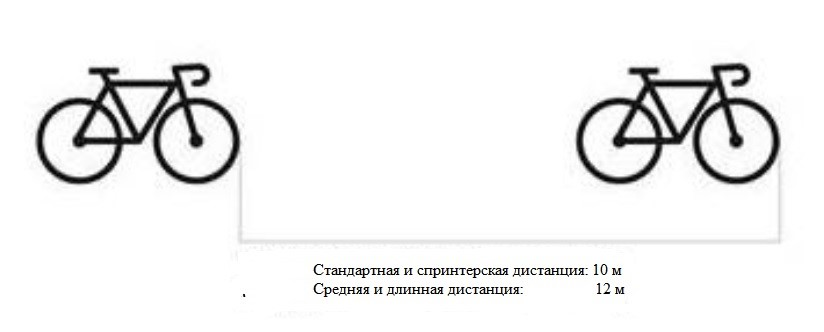 Стандартная и спринтерская дистанция: 10 м
Средняя и длинная дистанция: 12 м